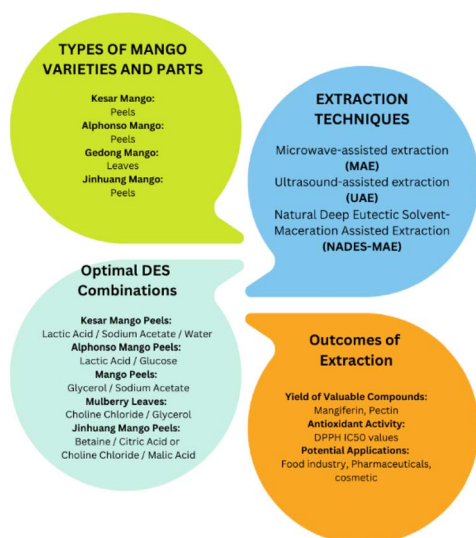 TYPES OF MANGO
VARIETIES AND PARTS
Kesar Mango:
Peels
Alphonso Mango:
Peels
Gedong Mango:
Leaves
Jinhuang Mango:
Peels
EXTRACTION
TECHNIQUES
Microwave-assisted extraction
(MAE)
Ultrasound-assisted extraction
(UAE)
Natural Deep Eutectic Solvent-
Maceration Assisted Extraction
(NADES-MAE)
Optimal DES
Combinations
Kesar Mango Peels:
Lactic Acid / Sodium Acetate / Water
Alphonso Mango Peels:
Lactic Acid / Glucose
Mango Peels:
Glycerol / Sodium Acetate
Mulberry Leaves:
Choline Chloride / Glycerol
Jinhuang Mango Peels:
Betaine / Citric Acid or
Choline Chloride / Malic Acid
Outcomes of
Extraction
Yield of Valuable Compounds:
Mangiferin, Pectin
Antioxidant Activity:
DPPH IC50 values
Potential Applications:
Food industry, Pharmaceuticals,
cosmetic